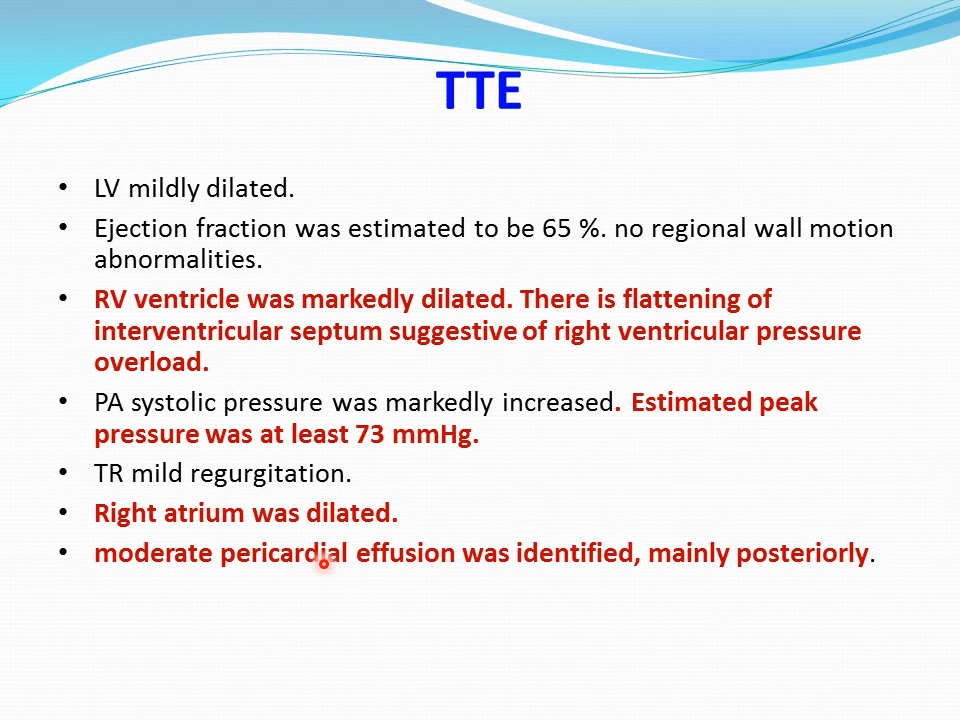 TTE
• LV mildly dilated.
• Ejection fraction was estimated to be 65 %. no regional wall motion
abnormalities.
• RV ventricle was markedly dilated. There is flattening of
interventricular septum suggestive of right ventricular pressure
overload.
• PA systolic pressure was markedly increased. Estimated peak
pressure was at least 73 mmHg.
• TR mild regurgitation.
• Right atrium was dilated.
• moderate pericardial effusion was identified, mainly posteriorly.